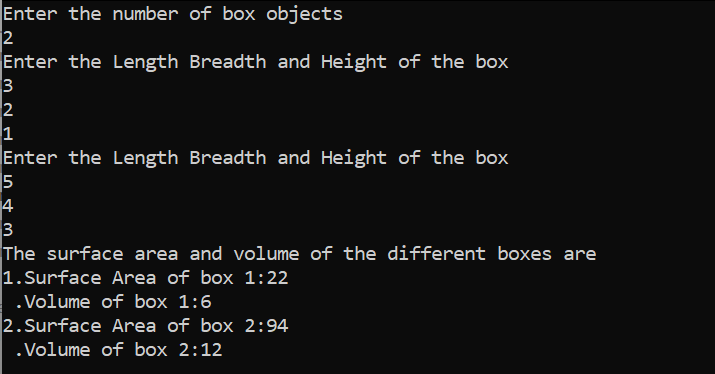 Enter the number of box objects
2
Enter the Length Breadth and Height of the box
3
2
1
Enter the Length Breadth and Height of the box
5
4
3
The surface area and volume of the different boxes are
1.Surface Area of box 1:22
 .Volume of box 1:6
2.Surface Area of box 2:94
 .Volume of box 2:12